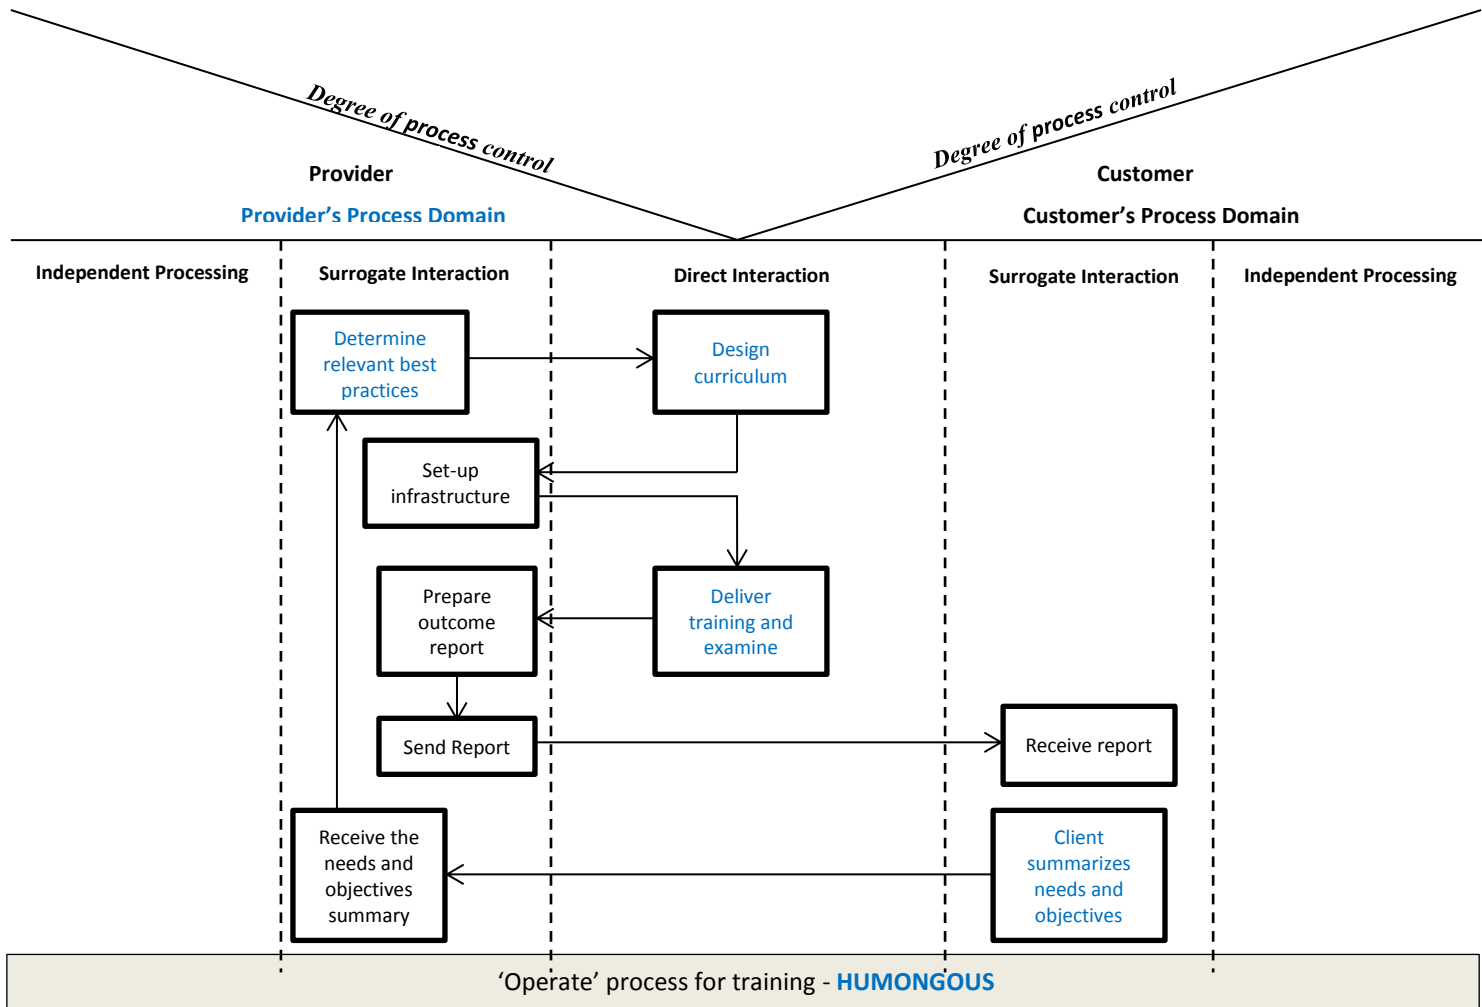 Degree of process control
Degree of process control
Provider
Customer
Provider’s Process Domain
Customer’s Process Domain
Independent Processing
Surrogate Interaction
Direct Interaction
Surrogate Interaction
Independent Processing
Determine
relevant best
practices
Design
curriculum
Set-up
infrastructure
Prepare
outcome
report
Deliver
training and
examine
Send Report
Receive report
Receive the
needs and
objectives
summary
Client
summarizes
needs and
objectives
‘Operate’ process for training - HUMONGOUS